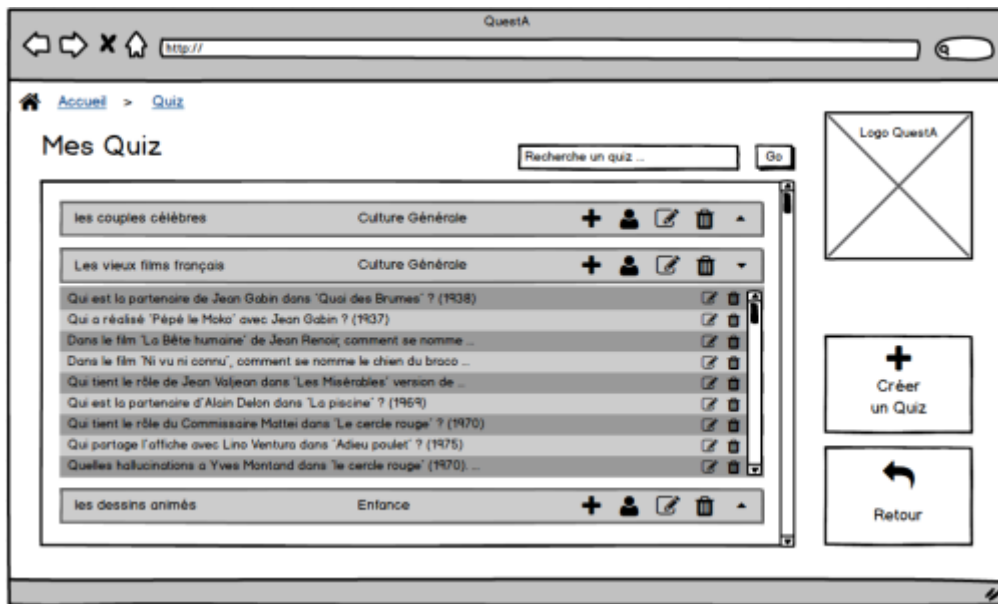 QuestA
http://
Accueil > Quiz
Mes Quiz
Recherche un quiz ...
Go
Logo QuestA
les couples célèbres Culture Générale
Les vieux films français Culture Générale
Qui est la partenaire de Jean Gabin dans 'Quai des Brumes' ? (1938)
Qui a réalisé 'Pépé le Moko' avec Jean Gabin ? (1937)
Dans le film 'La Bête humaine' de Jean Renoir, comment se nomme ...
Dans le film 'Ni vu ni connu', comment se nomme le chien du braco ...
Qui tient le rôle de Jean Valjean dans 'Les Misérables' version de ...
Qui est la partenaire d'Alain Delon dans 'La piscine' ? (1969)
Qui tient le rôle du Commissaire Mattei dans 'Le cercle rouge' ? (1970)
Qui partage l'affiche avec Lino Ventura dans 'Adieu poulet' ? (1975)
Quelles hallucinations a Yves Montand dans 'le cercle rouge' (1970). ...
les dessins animés Enfance
Créer
un Quiz
Retour